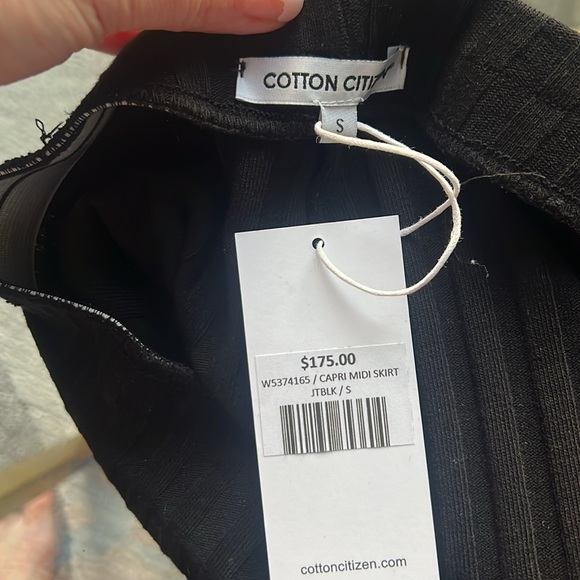 COTTON CITIZEN
S
$175.00
W5374165 / CAPRI MIDI SKIRT
JTBLK / S
cottoncitizen.com